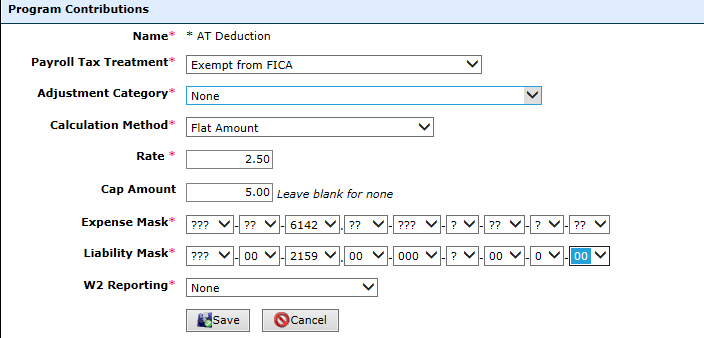 Program Contributions
Name* * AT Deduction
Payroll Tax Treatment* Exempt from FICA
Adjustment Category* None
Calculation Method* Flat Amount
Rate * 2.50
Cap Amount 5.00 Leave blank for none
Expense Mask* ??? - ?? - 6142 . ?? - ??? - ? - ?? - ? - ??
Liability Mask* ??? - 00 - 2159 . 00 - 000 - ? - 00 - 0 - 00
W2 Reporting* None
Save Cancel